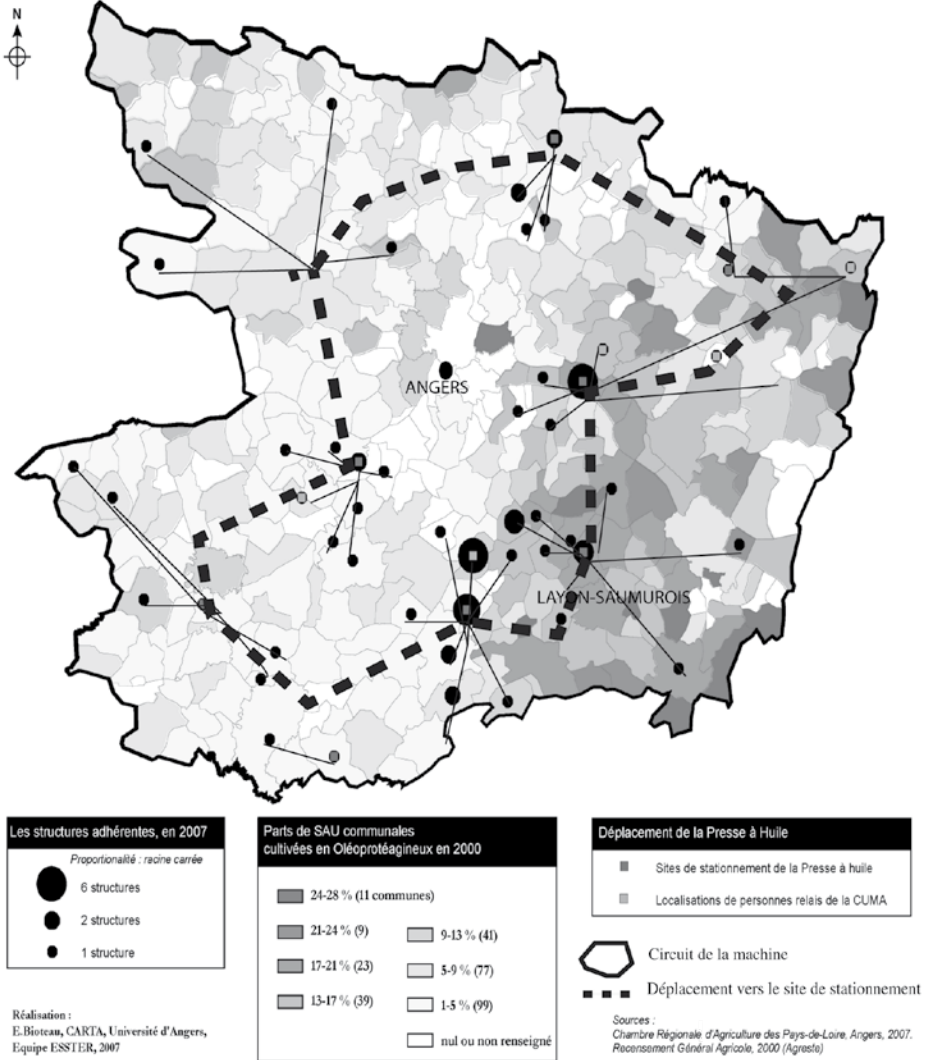 N
ANGERS
LAYON-SAUMUROIS
Les structures adhérentes, en 2007
Proportionalité : racine carrée
6 structures
2 structures
1 structure
Réalisation :
E.Bioteau, CARTA, Université d'Angers,
Equipe ESSTER, 2007
Parts de SAU communales
cultivées en Oléoprotéagineux en 2000
24-28 % (11 communes)
21-24 % (9)
17-21 % (23)
13-17 % (39)
9-13 % (41)
5-9 % (77)
1-5 % (99)
nul ou non renseigné
Déplacement de la Presse à Huile
Sites de stationnement de la Presse à huile
Localisations de personnes relais de la CUMA
Circuit de la machine
Déplacement vers le site de stationnement
Sources :
Chambre Régionale d'Agriculture des Pays-de-Loire, Angers, 2007.
Recensement Général Agricole, 2000 (Agreste)